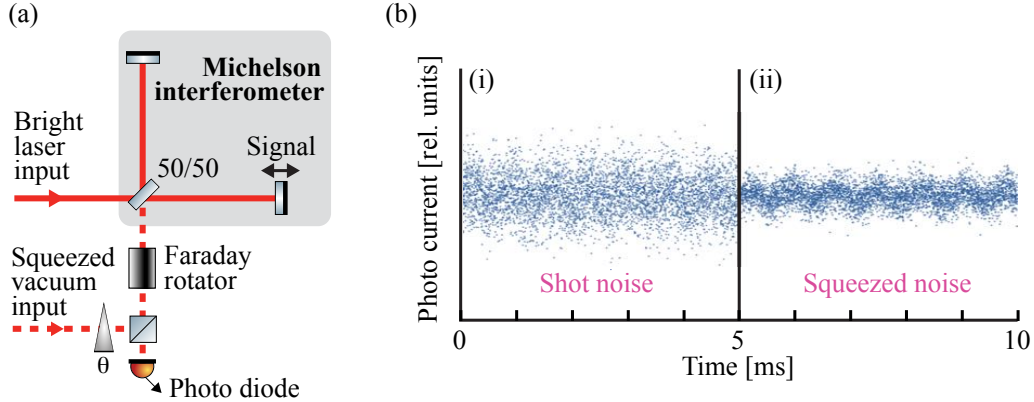 (a)
Michelson
interferometer
Bright
laser
input
50/50
Signal
Squeezed
vacuum
input
Faraday
rotator
θ
Photo diode
(b)
Photo current [rel. units]
(i)
(ii)
Shot noise
Squeezed noise
0
5
10
Time [ms]